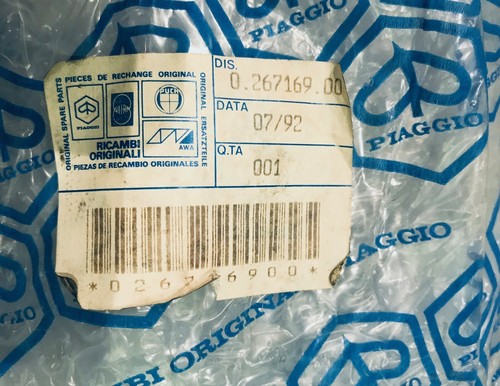 PIAGGIO
PIAGGIO
PIECES DE RECHANGE ORIGINAL
ORIGINAL SPARE PARTS
ORIGINAL ERSATZTEILE
PIAGGIO
PUCH
AWA
RICAMBI
ORIGINALI
PIEZAS DE RECAMBIO ORIGINALES
DIS.
0.267169.00
DATA
07/92
Q.TA
001
PIAGGIO
BI ORIGINA
PIAGGIO